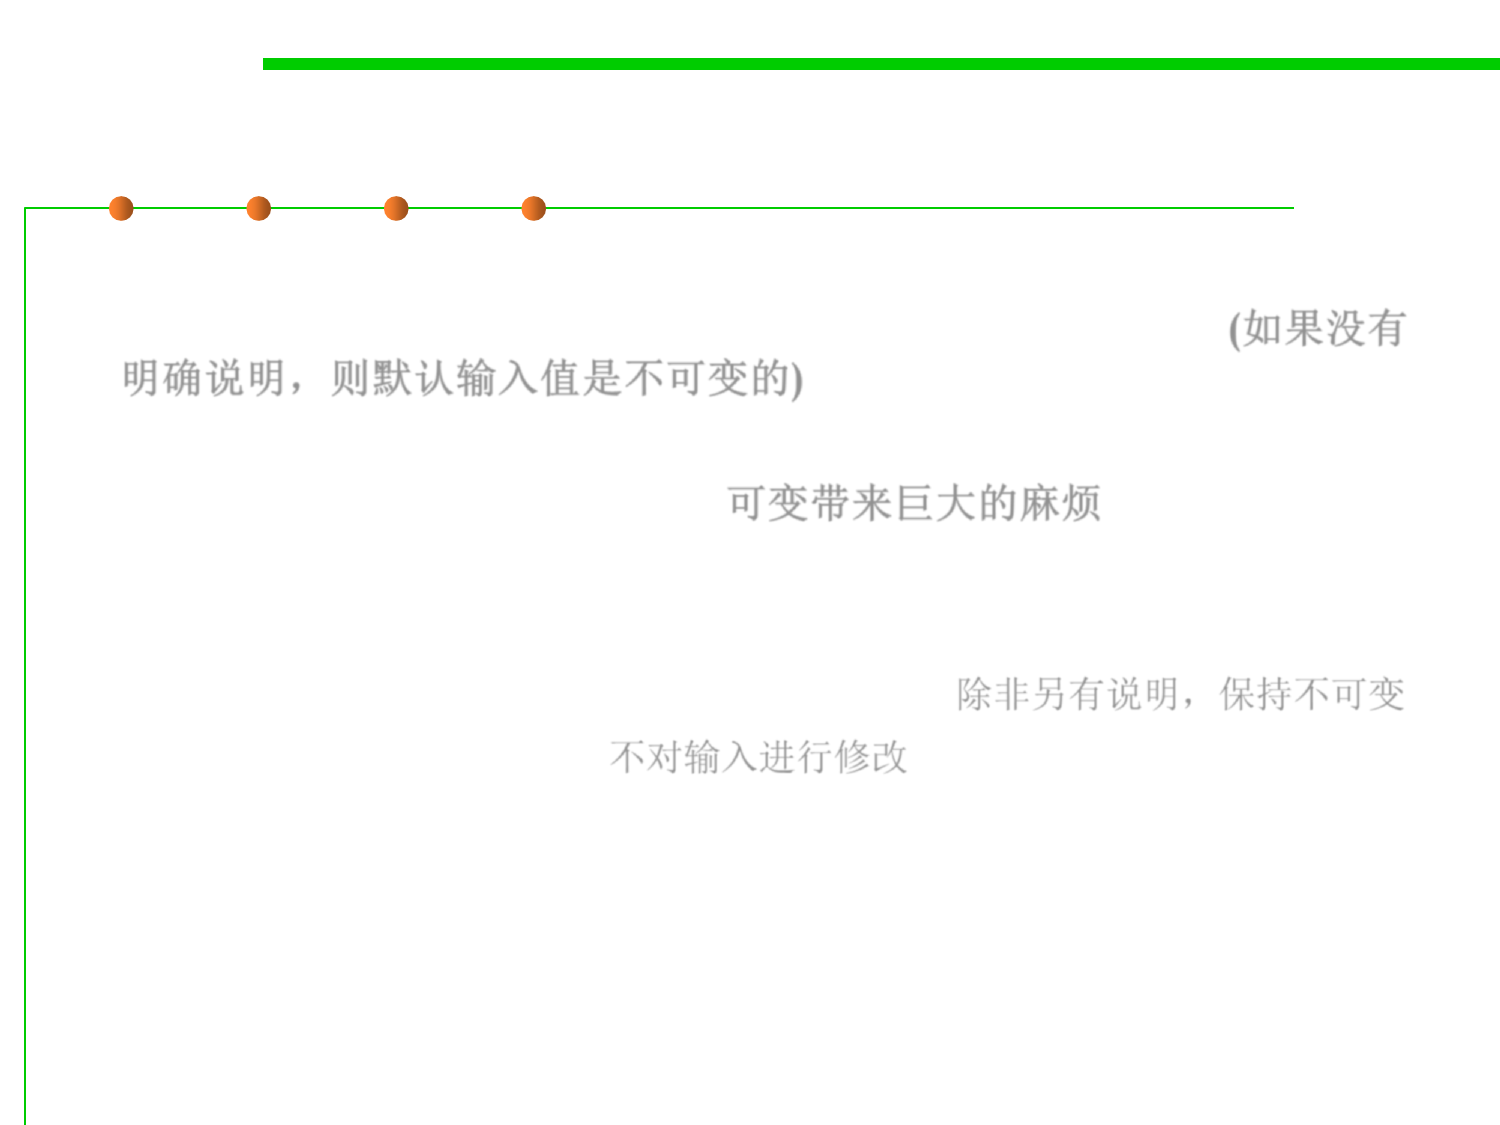 (如果没有
明确说明，则默认输入值是不可变的)
可变带来巨大的麻烦
除非另有说明，保持不可变
不对输入进行修改